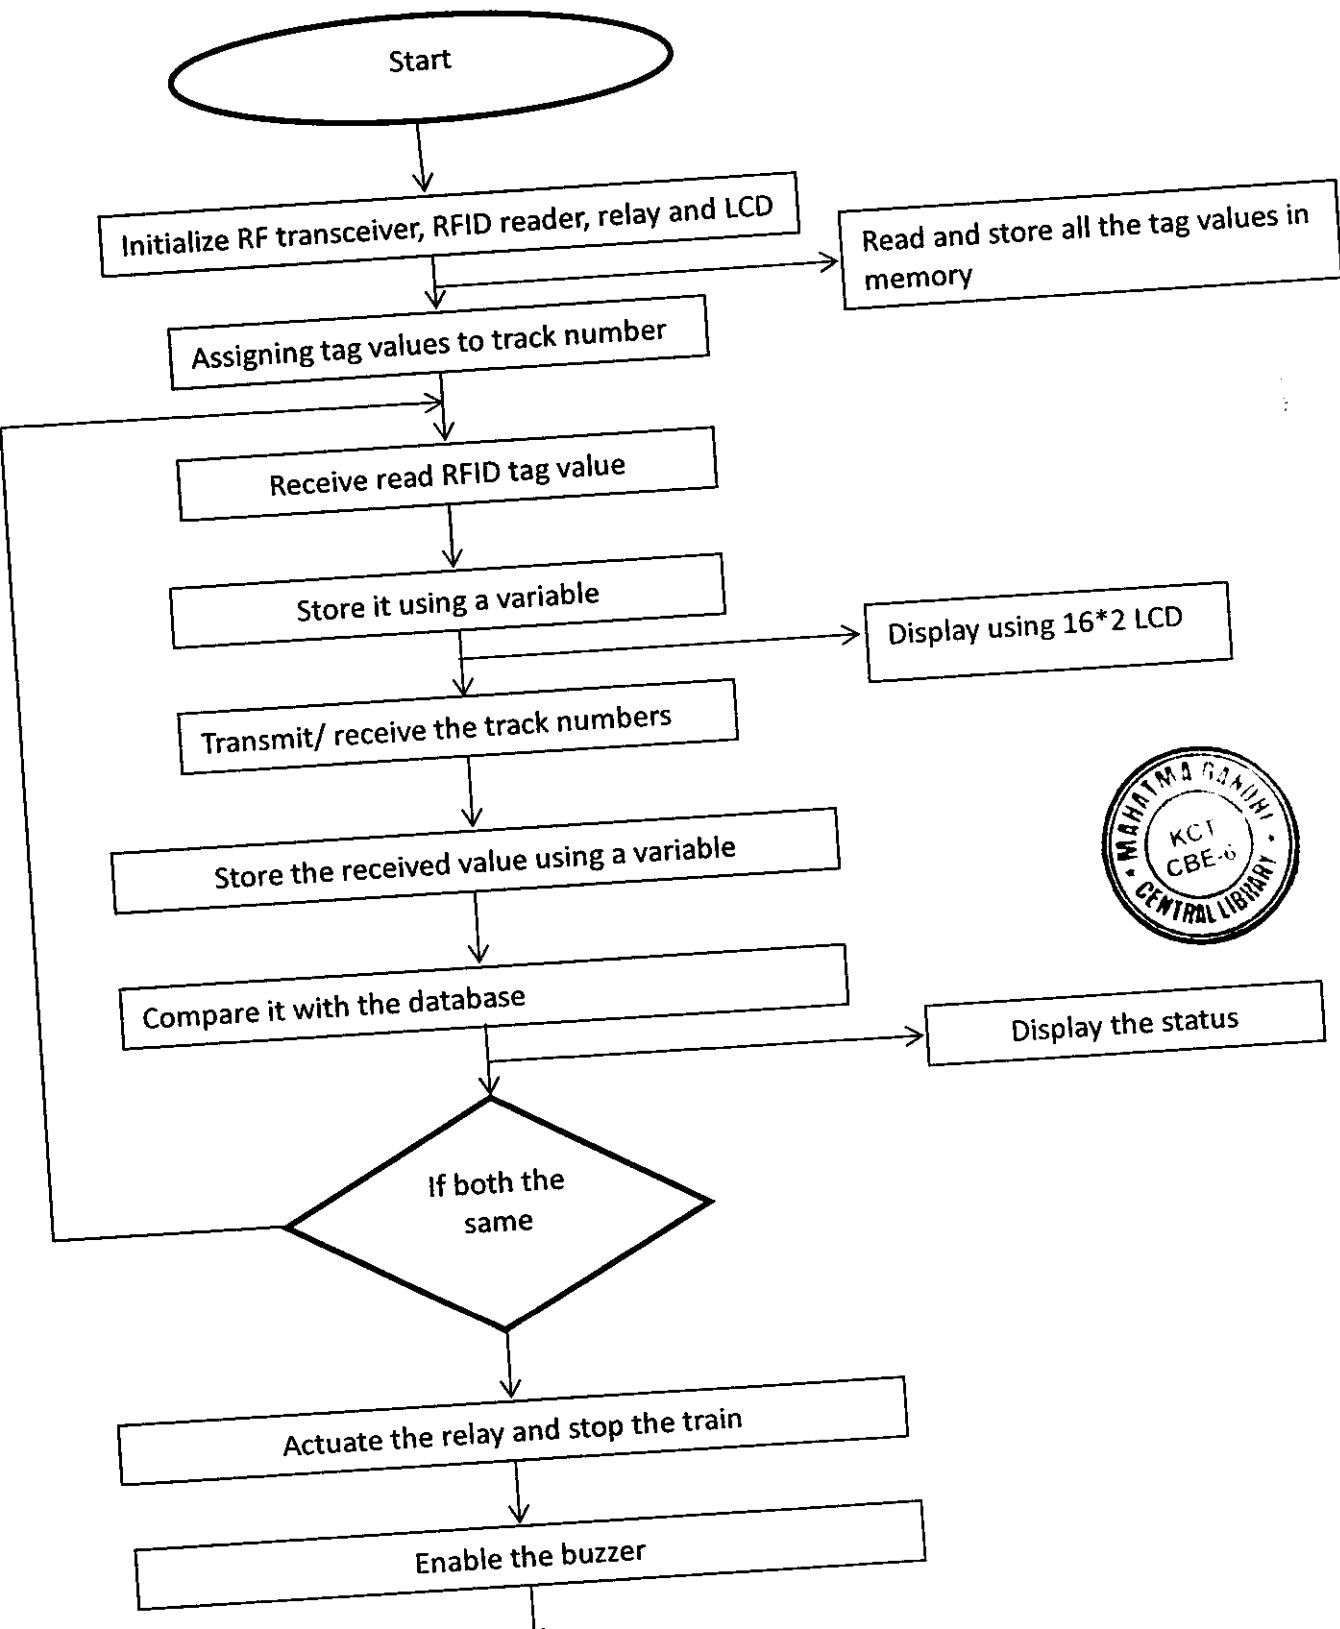 Start
Initialize RF transceiver, RFID reader, relay and LCD
Read and store all the tag values in
memory
Assigning tag values to track number
Receive read RFID tag value
Store it using a variable
Display using 16*2 LCD
Transmit/ receive the track numbers
MAHATMA GANDHI
KCT
CBE-6
CENTRAL LIBRARY
Store the received value using a variable
Compare it with the database
Display the status
If both the
same
Actuate the relay and stop the train
Enable the buzzer